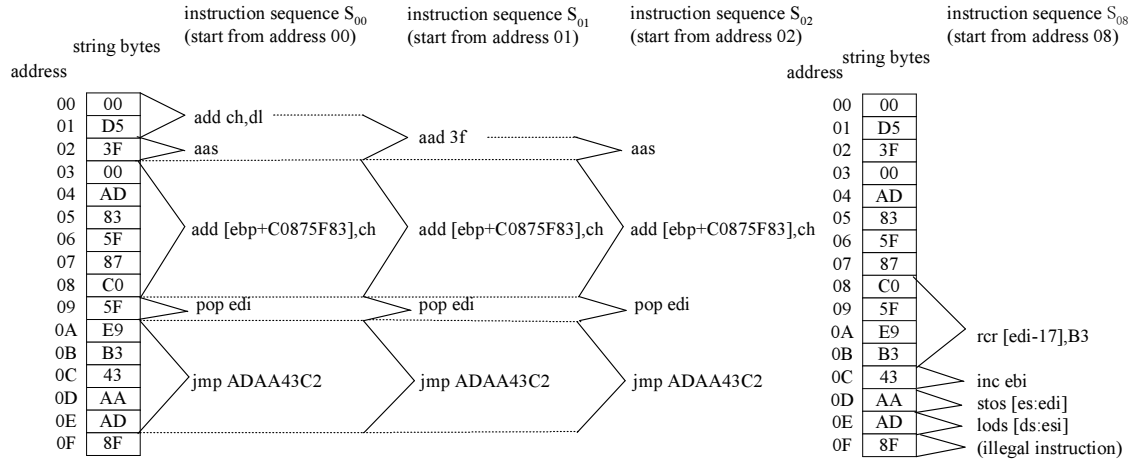 instruction sequence S00 instruction sequence S01 instruction sequence S02 instruction sequence S08
(start from address 00) (start from address 01) (start from address 02) (start from address 08)
string bytes string bytes
address address
00 00 00 00
01 D5 add ch,dl 01 D5
02 3F aas aad 3f aas 02 3F
03 00 03 00
04 AD 04 AD
05 83 05 83
06 5F add [ebp+C0875F83],ch add [ebp+C0875F83],ch add [ebp+C0875F83],ch 06 5F
07 87 07 87
08 C0 08 C0
09 5F pop edi pop edi pop edi 09 5F
0A E9 0A E9
0B B3 0B B3 rcr [edi-17],B3
0C 43 jmp ADAA43C2 jmp ADAA43C2 jmp ADAA43C2 0C 43 inc ebi
0D AA 0D AA stos [es:edi]
0E AD 0E AD lods [ds:esi]
0F 8F 0F 8F (illegal instruction)